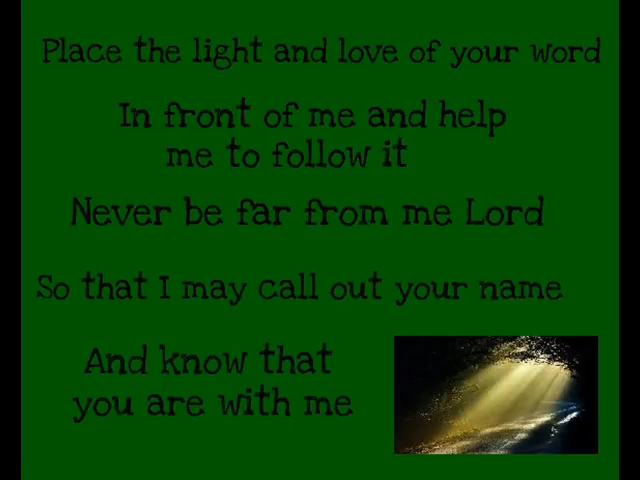 Place the light and love of your word
In front of me and help
me to follow it
Never be far from me Lord
So that I may call out your name
And know that
you are with me